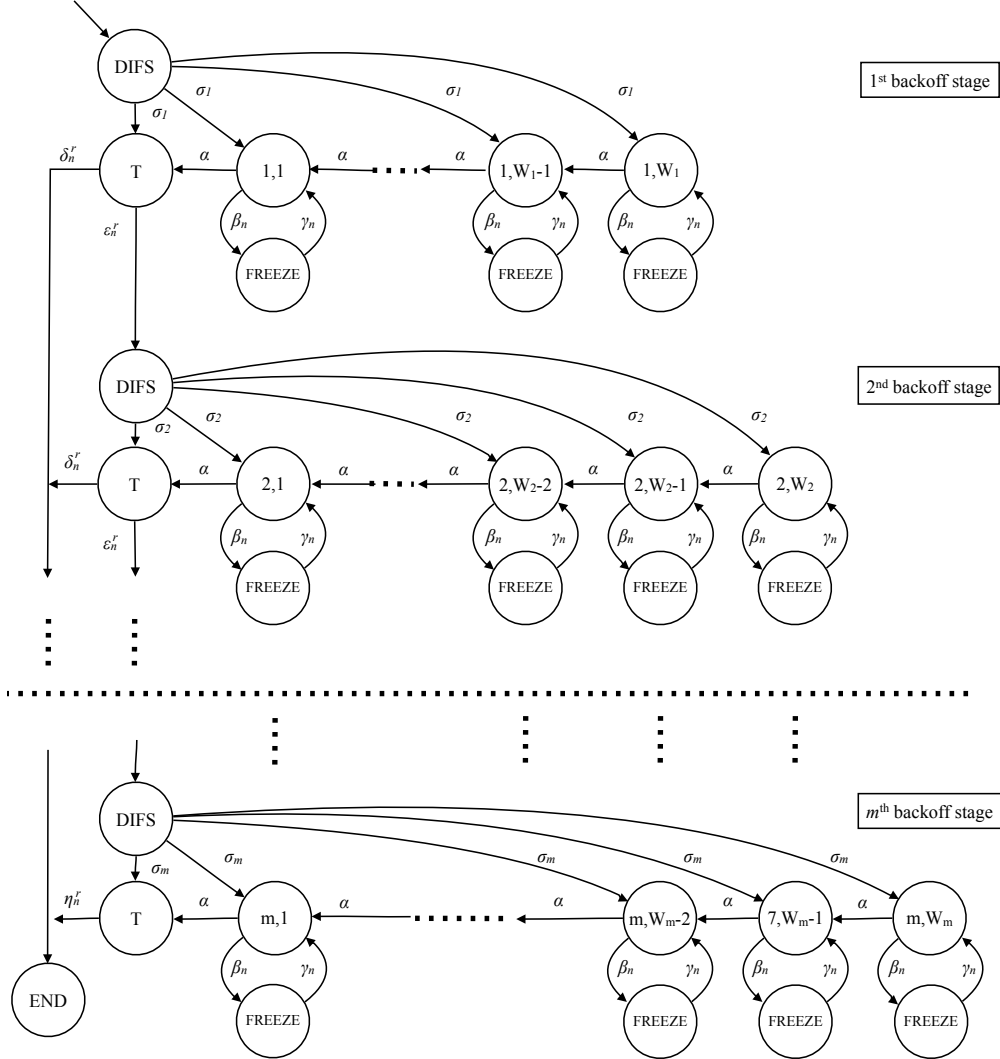 DIFS
1st backoff stage
σ1 σ1 σ1 σ1
δnr T α 1,1 α α 1,W1-1 α 1,W1
εnr βn γn βn γn βn γn
FREEZE FREEZE FREEZE
DIFS
2nd backoff stage
σ2 σ2 σ2 σ2 σ2
δnr T α 2,1 α α 2,W2-2 α 2,W2-1 α 2,W2
εnr βn γn βn γn βn γn βn γn
FREEZE FREEZE FREEZE FREEZE
DIFS
mth backoff stage
σm σm σm σm σm
ηnr T α m,1 α α m,Wm-2 α 7,Wm-1 α m,Wm
βn γn βn γn βn γn βn γn
END FREEZE FREEZE FREEZE FREEZE